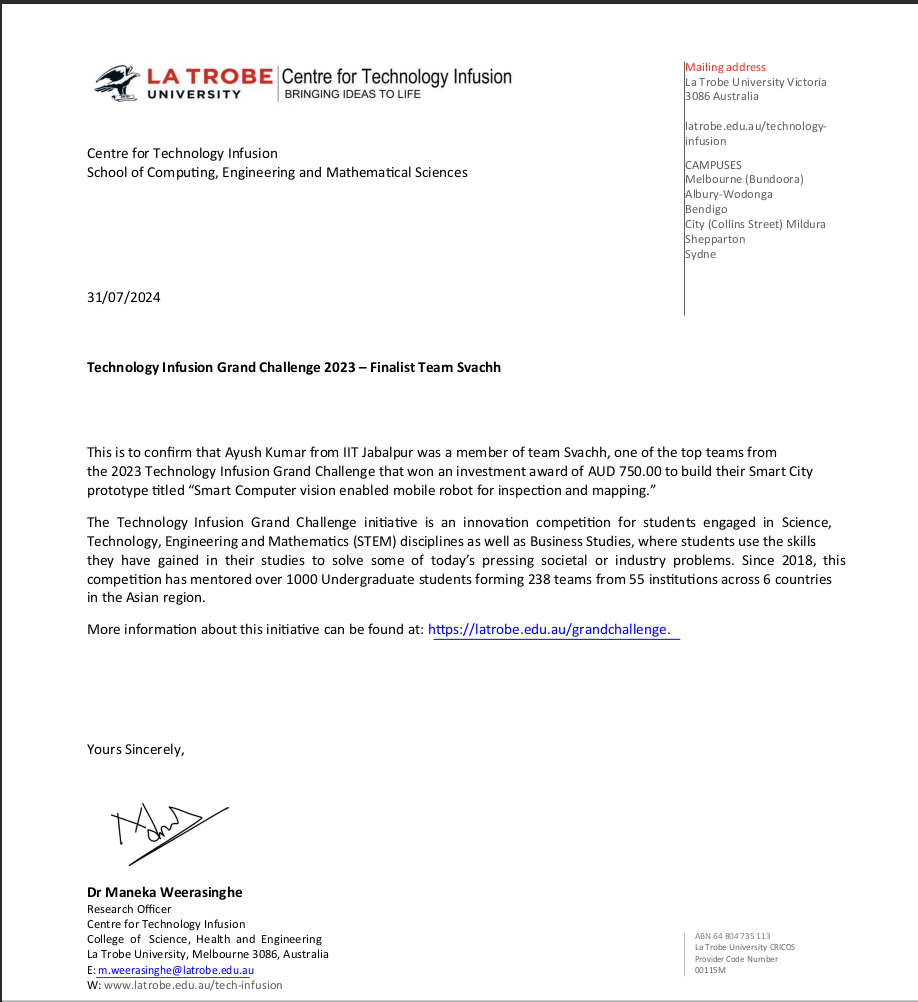 LA TROBE UNIVERSITY
Centre for Technology Infusion
BRINGING IDEAS TO LIFE
Mailing address
La Trobe University Victoria
3086 Australia
latrobe.edu.au/technology-
infusion
CAMPUSES
Melbourne (Bundoora)
Albury-Wodonga
Bendigo
City (Collins Street) Mildura
Shepparton
Sydne
Centre for Technology Infusion
School of Computing, Engineering and Mathematical Sciences
31/07/2024
Technology Infusion Grand Challenge 2023 – Finalist Team Svachh
This is to confirm that Ayush Kumar from IIT Jabalpur was a member of team Svachh, one of the top teams from
the 2023 Technology Infusion Grand Challenge that won an investment award of AUD 750.00 to build their Smart City
prototype titled “Smart Computer vision enabled mobile robot for inspection and mapping.”
The Technology Infusion Grand Challenge initiative is an innovation competition for students engaged in Science,
Technology, Engineering and Mathematics (STEM) disciplines as well as Business Studies, where students use the skills
they have gained in their studies to solve some of today’s pressing societal or industry problems. Since 2018, this
competition has mentored over 1000 Undergraduate students forming 238 teams from 55 institutions across 6 countries
in the Asian region.
More information about this initiative can be found at: https://latrobe.edu.au/grandchallenge.
Yours Sincerely,
Dr Maneka Weerasinghe
Research Officer
Centre for Technology Infusion
College of Science, Health and Engineering
La Trobe University, Melbourne 3086, Australia
E: m.weerasinghe@latrobe.edu.au
W: www.latrobe.edu.au/tech-infusion
ABN 64 804 735 113
La Trobe University CRICOS
Provider Code Number
00115M